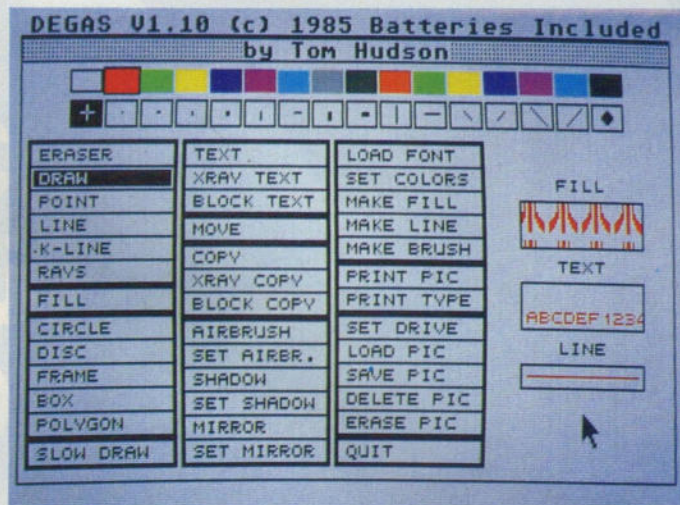 DEGAS V1.10 (c) 1985 Batteries Included
by Tom Hudson
ERASER
DRAW
POINT
LINE
K-LINE
RAYS
FILL
CIRCLE
DISC
FRAME
BOX
POLYGON
SLOW DRAW
TEXT
XRAY TEXT
BLOCK TEXT
MOVE
COPY
XRAY COPY
BLOCK COPY
AIRBRUSH
SET AIRBR.
SHADOW
SET SHADOW
MIRROR
SET MIRROR
LOAD FONT
SET COLORS
MAKE FILL
MAKE LINE
MAKE BRUSH
PRINT PIC
PRINT TYPE
SET DRIVE
LOAD PIC
SAVE PIC
DELETE PIC
ERASE PIC
QUIT
FILL
TEXT
ABCDEF 1234
LINE